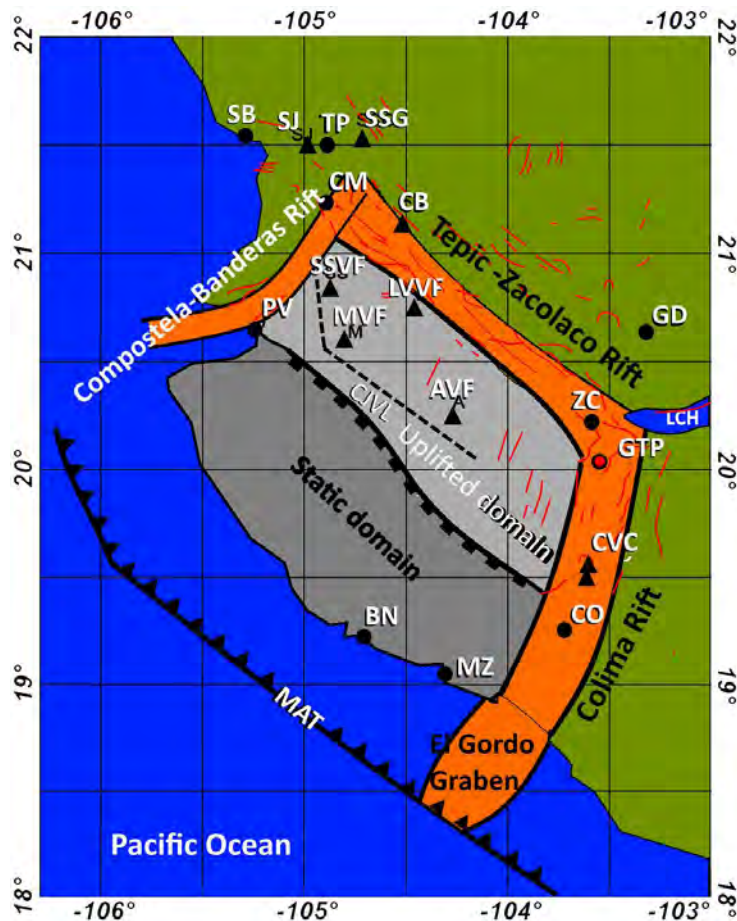 -106° -105° -104° -103°
22° 22°
SB SJ TP SSG
CM
CB
21° 21°
Compostela-Banderas Rift
Tepic -Zacolaco Rift
SSVF LVVF
PV MVF GD
M
AVF
A
ZC LCH
CJVL Uplifted domain
GTP
20° 20°
Static domain
CVC
BN CO
Colima Rift
MZ
19° 19°
MAT
El Gordo
Graben
Pacific Ocean
18° 18°
-106° -105° -104° -103°